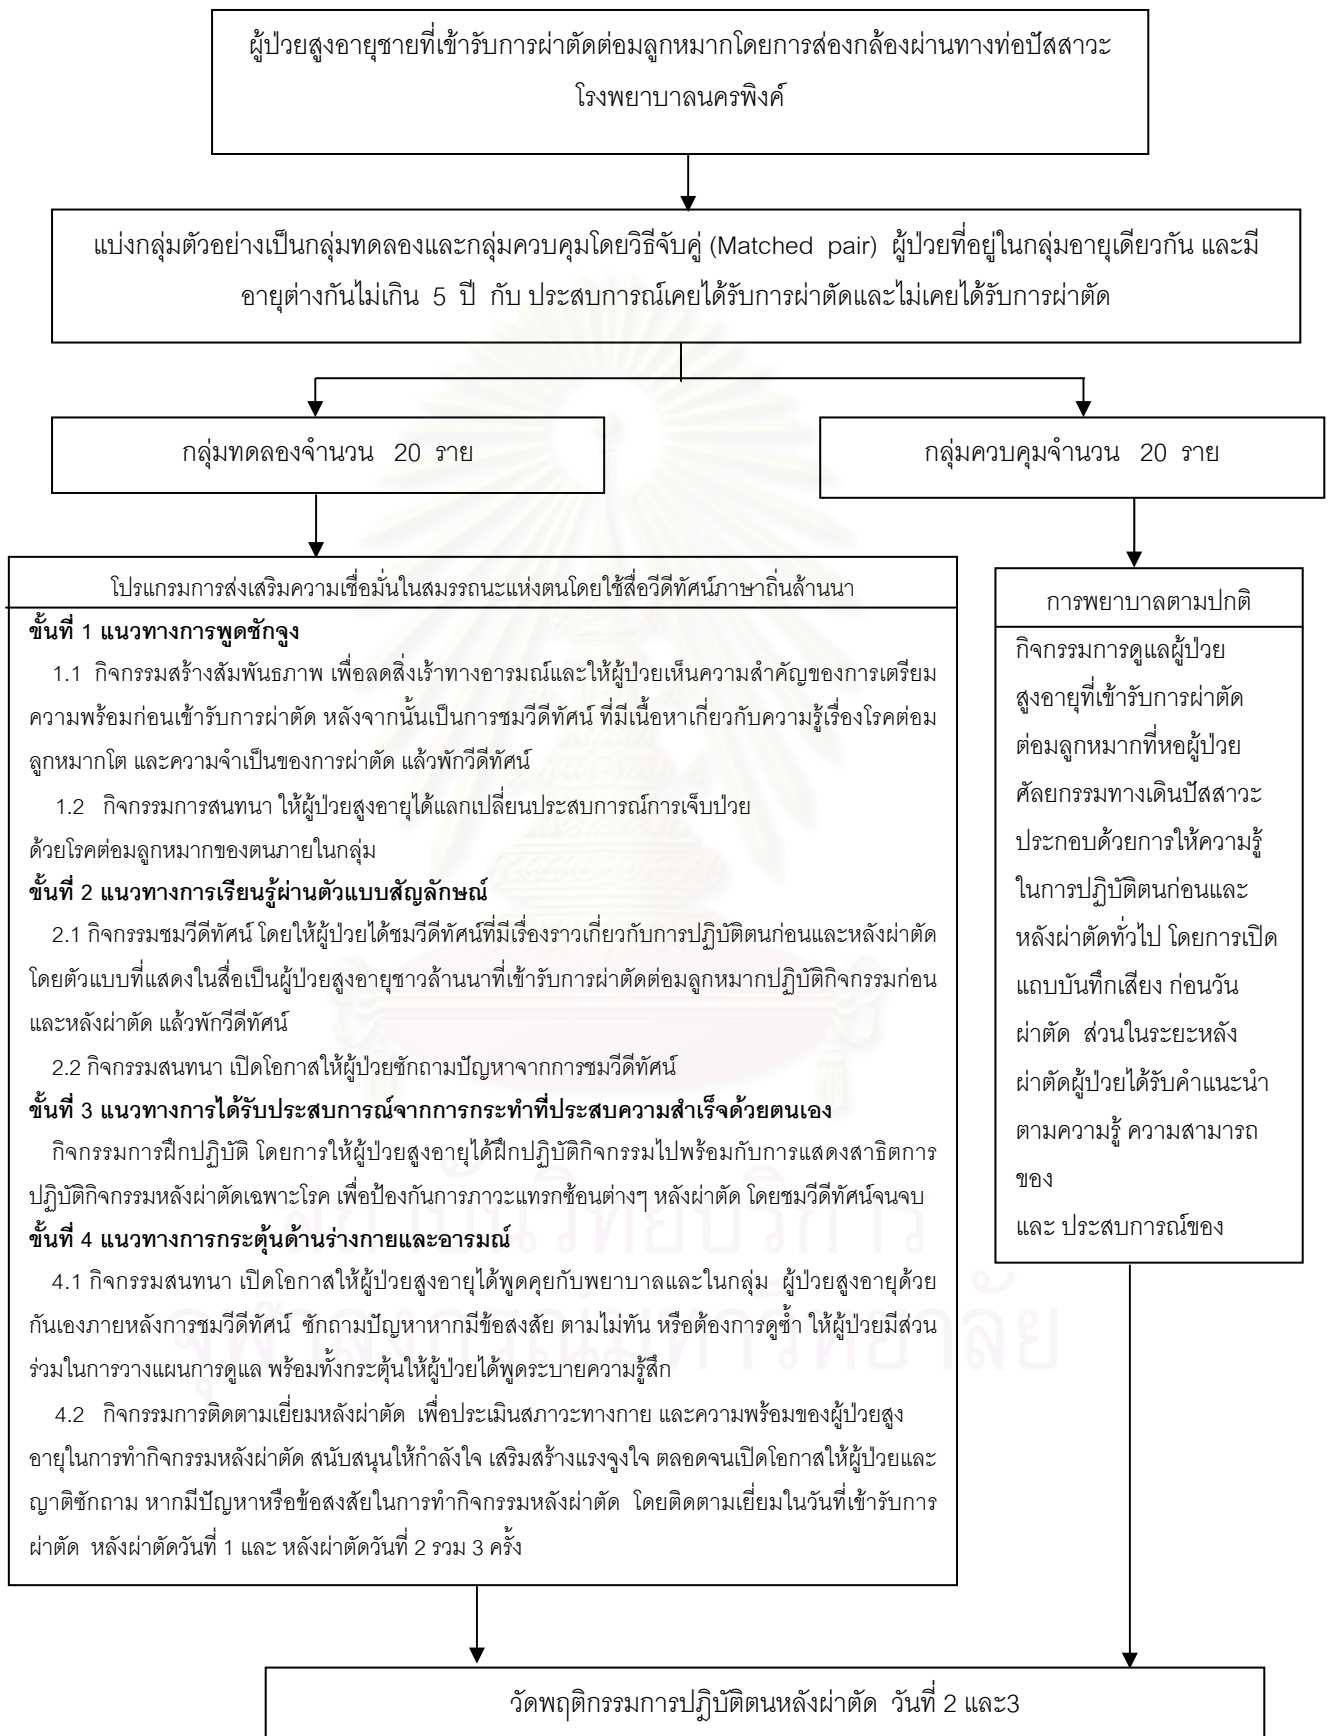 ผู้ป่วยสูงอายุชายที่เข้ารับการผ่าตัดต่อมลูกหมากโดยการส่องกล้องผ่านทางท่อปัสสาวะ
โรงพยาบาลนครพิงค์
แบ่งกลุ่มตัวอย่างเป็นกลุ่มทดลองและกลุ่มควบคุมโดยวิธีจับคู่ (Matched pair) ผู้ป่วยที่อยู่ในกลุ่มอายุเดียวกัน และมี
อายุต่างกันไม่เกิน 5 ปี กับ ประสบการณ์เคยได้รับการผ่าตัดและไม่เคยได้รับการผ่าตัด
กลุ่มทดลองจำนวน 20 ราย
กลุ่มควบคุมจำนวน 20 ราย
โปรแกรมการส่งเสริมความเชื่อมั่นในสมรรถนะแห่งตนโดยใช้สื่อวีดีทัศน์ภาษาถิ่นล้านนา
ขั้นที่ 1 แนวทางการพูดชักจูง
1.1 กิจกรรมสร้างสัมพันธภาพ เพื่อลดสิ่งเร้าทางอารมณ์และให้ผู้ป่วยเห็นความสำคัญของการเตรียม
ความพร้อมก่อนเข้ารับการผ่าตัด หลังจากนั้นเป็นการชมวีดีทัศน์ ที่มีเนื้อหาเกี่ยวกับความรู้เรื่องโรคต่อม
ลูกหมากโต และความจำเป็นของการผ่าตัด แล้วพักวีดีทัศน์
1.2 กิจกรรมการสนทนา ให้ผู้ป่วยสูงอายุได้แลกเปลี่ยนประสบการณ์การเจ็บป่วย
ด้วยโรคต่อมลูกหมากของตนภายในกลุ่ม
ขั้นที่ 2 แนวทางการเรียนรู้ผ่านตัวแบบสัญลักษณ์
2.1 กิจกรรมชมวีดีทัศน์ โดยให้ผู้ป่วยได้ชมวีดีทัศน์ที่มีเรื่องราวเกี่ยวกับการปฏิบัติตนก่อนและหลังผ่าตัด
โดยตัวแบบที่แสดงในสื่อเป็นผู้ป่วยสูงอายุชาวล้านนาที่เข้ารับการผ่าตัดต่อมลูกหมากปฏิบัติกิจกรรมก่อน
และหลังผ่าตัด แล้วพักวีดีทัศน์
2.2 กิจกรรมสนทนา เปิดโอกาสให้ผู้ป่วยซักถามปัญหาจากการชมวีดีทัศน์
ขั้นที่ 3 แนวทางการได้รับประสบการณ์จากการกระทำที่ประสบความสำเร็จด้วยตนเอง
กิจกรรมการฝึกปฏิบัติ โดยการให้ผู้ป่วยสูงอายุได้ฝึกปฏิบัติกิจกรรมไปพร้อมกับการแสดงสาธิตการ
ปฏิบัติกิจกรรมหลังผ่าตัดเฉพาะโรค เพื่อป้องกันการภาวะแทรกซ้อนต่างๆ หลังผ่าตัด โดยชมวีดีทัศน์จนจบ
ขั้นที่ 4 แนวทางการกระตุ้นด้านร่างกายและอารมณ์
4.1 กิจกรรมสนทนา เปิดโอกาสให้ผู้ป่วยสูงอายุได้พูดคุยกับพยาบาลและในกลุ่ม ผู้ป่วยสูงอายุด้วย
กันเองภายหลังการชมวีดีทัศน์ ซักถามปัญหาหากมีข้อสงสัย ตามไม่ทัน หรือต้องการดูซ้ำ ให้ผู้ป่วยมีส่วน
ร่วมในการวางแผนการดูแล พร้อมทั้งกระตุ้นให้ผู้ป่วยได้พูดระบายความรู้สึก
4.2 กิจกรรมการติดตามเยี่ยมหลังผ่าตัด เพื่อประเมินสภาวะทางกาย และความพร้อมของผู้ป่วยสูง
อายุในการทำกิจกรรมหลังผ่าตัด สนับสนุนให้กำลังใจ เสริมสร้างแรงจูงใจ ตลอดจนเปิดโอกาสให้ผู้ป่วยและ
ญาติซักถาม หากมีปัญหาหรือข้อสงสัยในการทำกิจกรรมหลังผ่าตัด โดยติดตามเยี่ยมในวันที่เข้ารับการ
ผ่าตัด หลังผ่าตัดวันที่ 1 และ หลังผ่าตัดวันที่ 2 รวม 3 ครั้ง
การพยาบาลตามปกติ
กิจกรรมการดูแลผู้ป่วย
สูงอายุที่เข้ารับการผ่าตัด
ต่อมลูกหมากที่หอผู้ป่วย
ศัลยกรรมทางเดินปัสสาวะ
ประกอบด้วยการให้ความรู้
ในการปฏิบัติตนก่อนและ
หลังผ่าตัดทั่วไป โดยการเปิด
แถบบันทึกเสียง ก่อนวัน
ผ่าตัด ส่วนในระยะหลัง
ผ่าตัดผู้ป่วยได้รับคำแนะนำ
ตามความรู้ ความสามารถ
ของ
และ ประสบการณ์ของ
วัดพฤติกรรมการปฏิบัติตนหลังผ่าตัด วันที่ 2 และ3
สถาบันวิทยบริการ
จุฬาลงกรณ์มหาวิทยาลัย